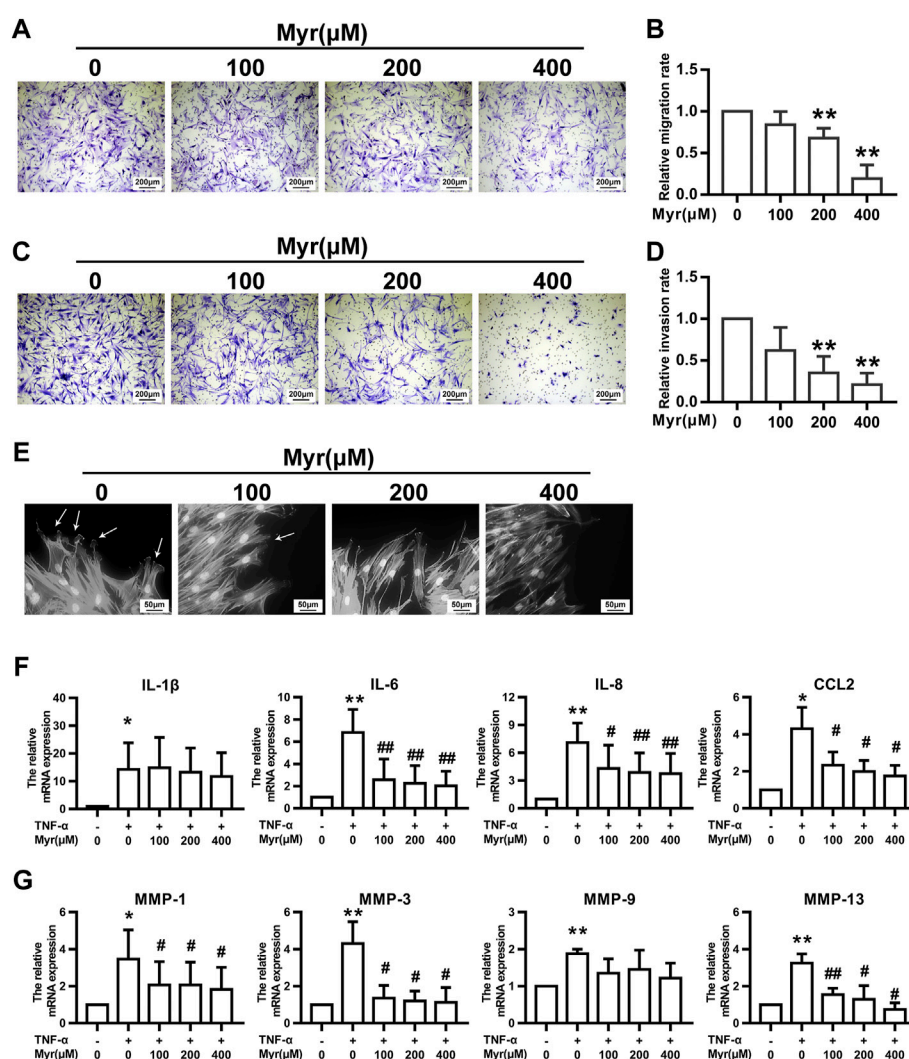 A
Myr(μM)
0 100 200 400
200μm 200μm 200μm 200μm
B
Relative migration rate
1.5
1.0
0.5
0.0
** **
Myr(μM) 0 100 200 400
C
Myr(μM)
0 100 200 400
200μm 200μm 200μm 200μm
D
Relative invasion rate
1.5
1.0
0.5
0.0
** **
Myr(μM) 0 100 200 400
E
Myr(μM)
0 100 200 400
50μm 50μm 50μm 50μm
F
IL-1β
The relative
mRNA expression
40
30
20
10
0
*
TNF-α - + + + +
Myr(μM) 0 0 100 200 400
IL-6
The relative
mRNA expression
10
8
6
4
2
0
** ## ## ##
TNF-α - + + + +
Myr(μM) 0 0 100 200 400
IL-8
The relative
mRNA expression
12
9
6
3
0
** # ## ##
TNF-α - + + + +
Myr(μM) 0 0 100 200 400
CCL2
The relative
mRNA expression
6
4
2
0
* # # #
TNF-α - + + + +
Myr(μM) 0 0 100 200 400
G
MMP-1
The relative
mRNA expression
6
4
2
0
* # # #
TNF-α - + + + +
Myr(μM) 0 0 100 200 400
MMP-3
The relative
mRNA expression
6
4
2
0
** # # #
TNF-α - + + + +
Myr(μM) 0 0 100 200 400
MMP-9
The relative
mRNA expression
3
2
1
0
**
TNF-α - + + + +
Myr(μM) 0 0 100 200 400
MMP-13
The relative
mRNA expression
6
4
2
0
** ## # #
TNF-α - + + + +
Myr(μM) 0 0 100 200 400